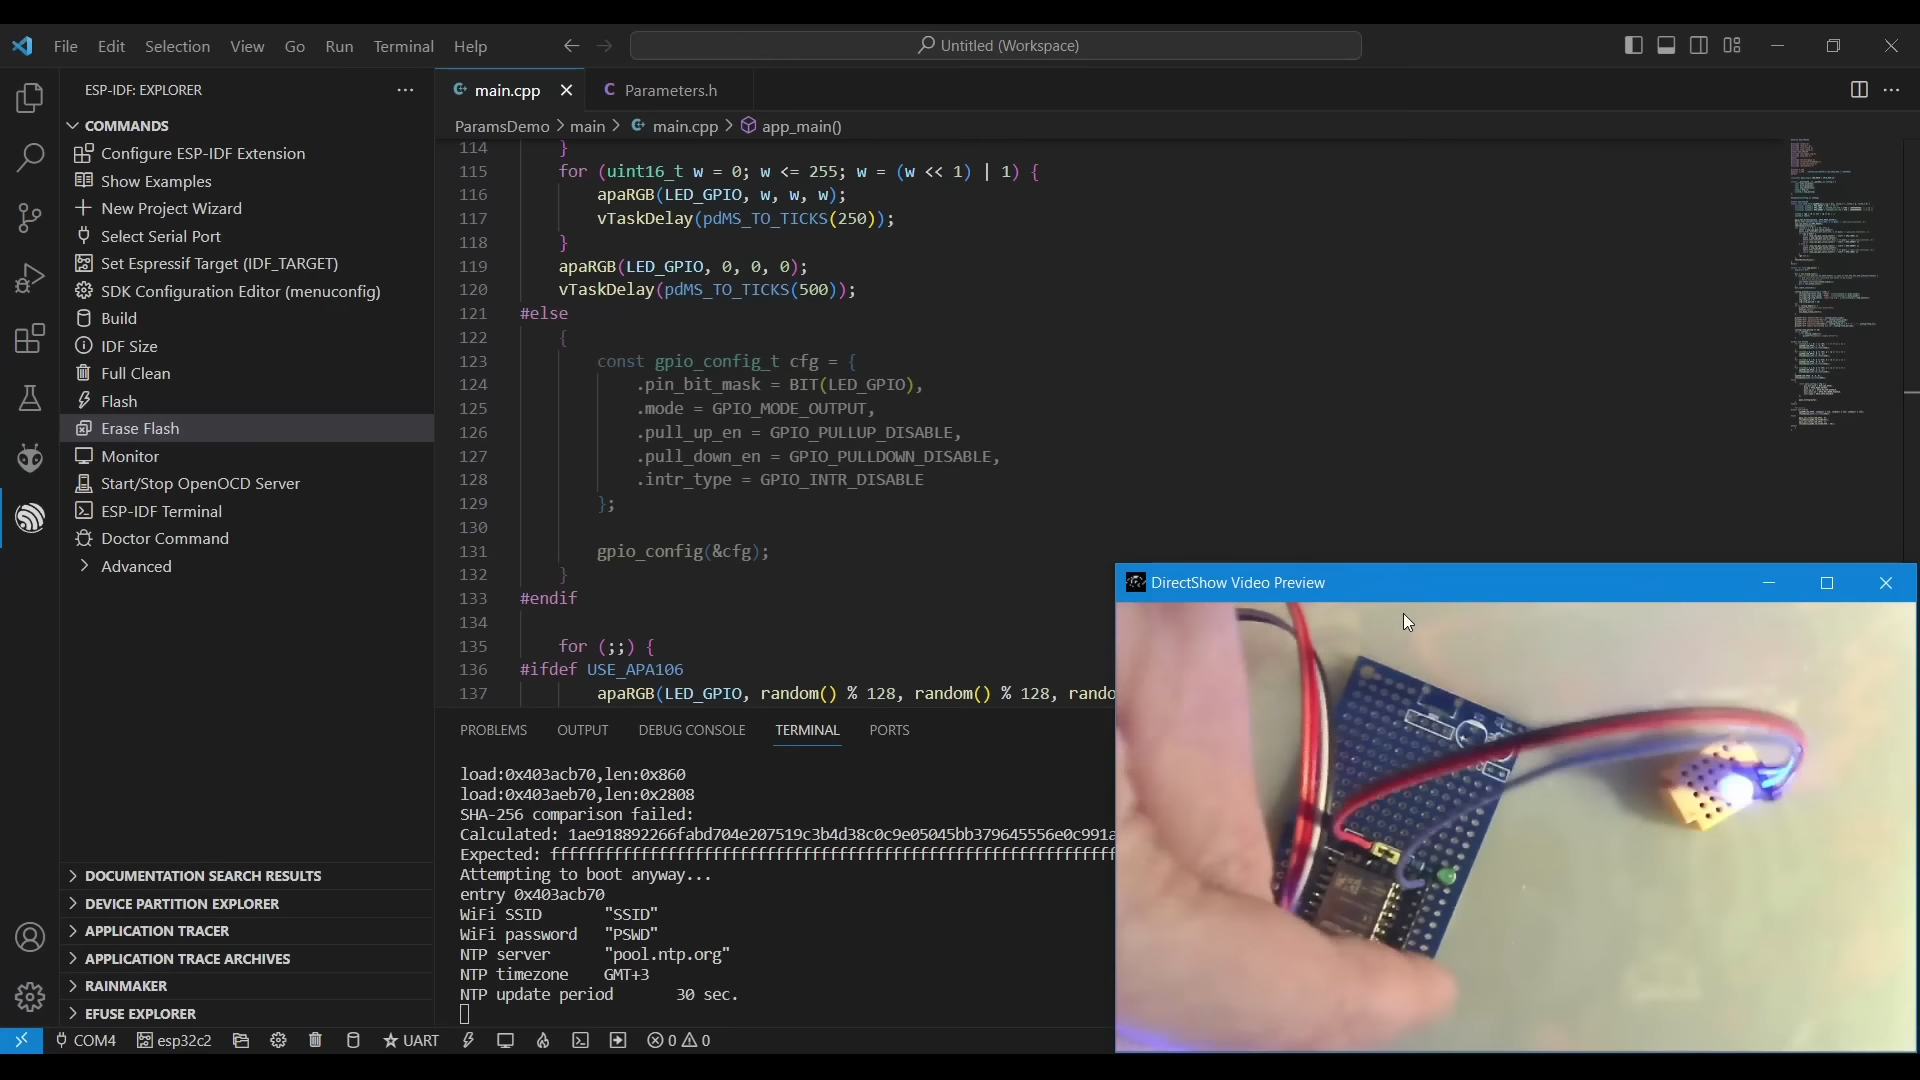 File Edit Selection View Go Run Terminal Help
Untitled (Workspace)
ESP-IDF: EXPLORER
COMMANDS
Configure ESP-IDF Extension
Show Examples
New Project Wizard
Select Serial Port
Set Espressif Target (IDF_TARGET)
SDK Configuration Editor (menuconfig)
Build
IDF Size
Full Clean
Flash
Erase Flash
Monitor
Start/Stop OpenOCD Server
ESP-IDF Terminal
Doctor Command
Advanced
DOCUMENTATION SEARCH RESULTS
DEVICE PARTITION EXPLORER
APPLICATION TRACER
APPLICATION TRACE ARCHIVES
RAINMAKER
EFUSE EXPLORER
main.cpp
Parameters.h
ParamsDemo > main > main.cpp > app_main()
114 }
115 for (uint16_t w = 0; w <= 255; w = (w << 1) | 1) {
116 apaRGB(LED_GPIO, w, w, w);
117 vTaskDelay(pdMS_TO_TICKS(250));
118 }
119 apaRGB(LED_GPIO, 0, 0, 0);
120 vTaskDelay(pdMS_TO_TICKS(500));
121 #else
122 {
123 const gpio_config_t cfg = {
124 .pin_bit_mask = BIT(LED_GPIO),
125 .mode = GPIO_MODE_OUTPUT,
126 .pull_up_en = GPIO_PULLUP_DISABLE,
127 .pull_down_en = GPIO_PULLDOWN_DISABLE,
128 .intr_type = GPIO_INTR_DISABLE
129 };
130
131 gpio_config(&cfg);
132 }
133 #endif
134
135 for (;;) {
136 #ifdef USE_APA106
137 apaRGB(LED_GPIO, random() % 128, random() % 128, rando
PROBLEMS OUTPUT DEBUG CONSOLE TERMINAL PORTS
load:0x403acb70,len:0x860
load:0x403aeb70,len:0x2808
SHA-256 comparison failed:
Calculated: 1ae918892266fabd704e207519c3b4d38c0c9e05045bb379645556e0c991a
Expected: ffffffffffffffffffffffffffffffffffffffffffffffffffffffffffffff
Attempting to boot anyway...
entry 0x403acb70
WiFi SSID "SSID"
WiFi password "PSWD"
NTP server "pool.ntp.org"
NTP timezone GMT+3
NTP update period 30 sec.
DirectShow Video Preview
COM4 esp32c2 UART 0 0